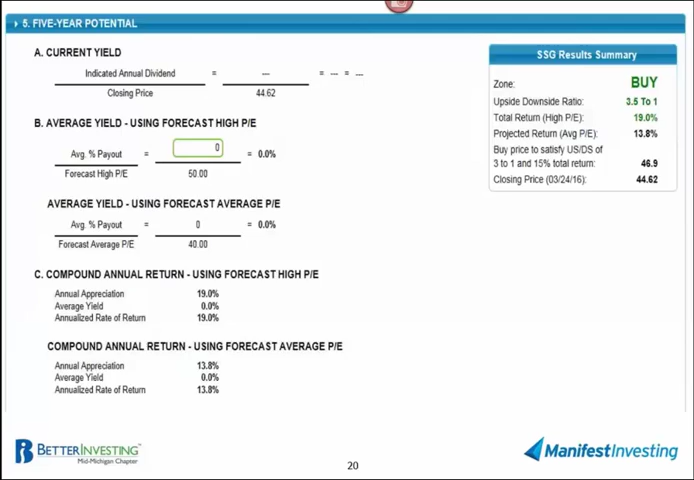 5. FIVE-YEAR POTENTIAL
A. CURRENT YIELD
Indicated Annual Dividend = --- = --- = ---
Closing Price 44.62
B. AVERAGE YIELD - USING FORECAST HIGH P/E
Avg. % Payout = 0 = 0.0%
Forecast High P/E 50.00
AVERAGE YIELD - USING FORECAST AVERAGE P/E
Avg. % Payout = 0 = 0.0%
Forecast Average P/E 40.00
C. COMPOUND ANNUAL RETURN - USING FORECAST HIGH P/E
Annual Appreciation 19.0%
Average Yield 0.0%
Annualized Rate of Return 19.0%
COMPOUND ANNUAL RETURN - USING FORECAST AVERAGE P/E
Annual Appreciation 13.8%
Average Yield 0.0%
Annualized Rate of Return 13.8%
SSG Results Summary
Zone: BUY
Upside Downside Ratio: 3.5 To 1
Total Return (High P/E): 19.0%
Projected Return (Avg P/E): 13.8%
Buy price to satisfy US/DS of
3 to 1 and 15% total return: 46.9
Closing Price (03/24/16): 44.62
BETTERINVESTING™
Mid-Michigan Chapter
20
ManifestInvesting